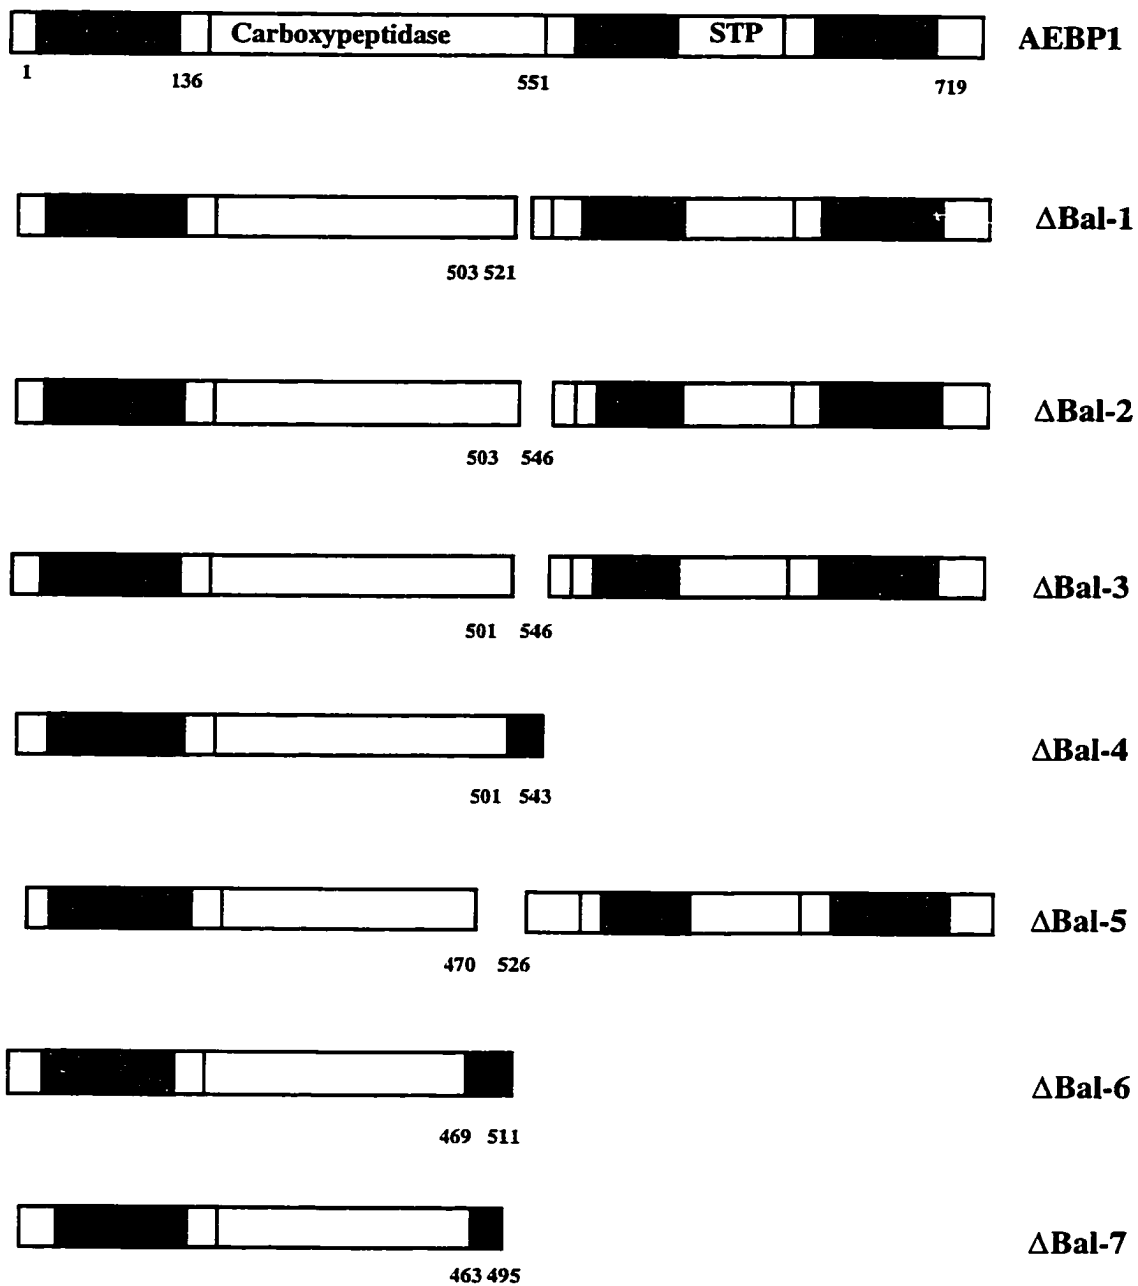 Carboxypeptidase STP AEBP1
1 136 551 719
ΔBal-1
503 521
ΔBal-2
503 546
ΔBal-3
501 546
ΔBal-4
501 543
ΔBal-5
470 526
ΔBal-6
469 511
ΔBal-7
463 495